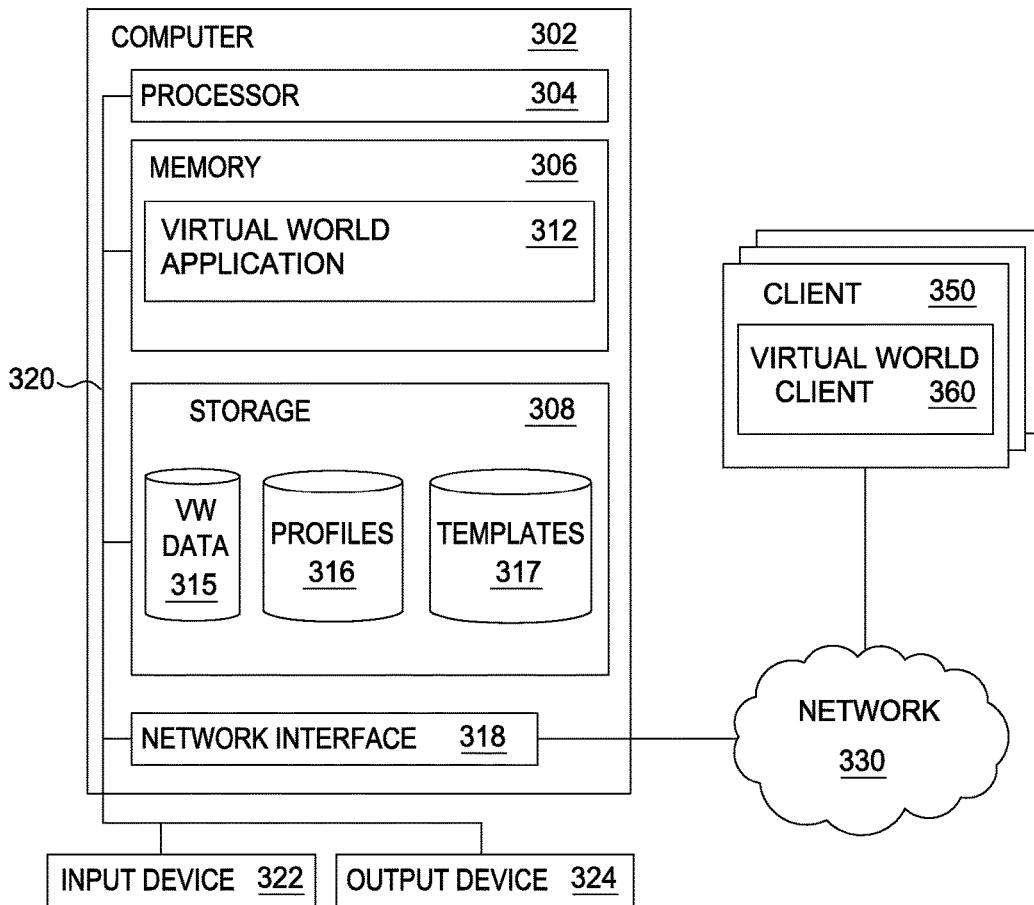 COMPUTER 302
PROCESSOR 304
MEMORY 306
VIRTUAL WORLD 312
APPLICATION
320
STORAGE 308
VW
DATA
315
PROFILES
316
TEMPLATES
317
NETWORK INTERFACE 318
INPUT DEVICE 322
OUTPUT DEVICE 324
CLIENT 350
VIRTUAL WORLD
CLIENT 360
NETWORK
330